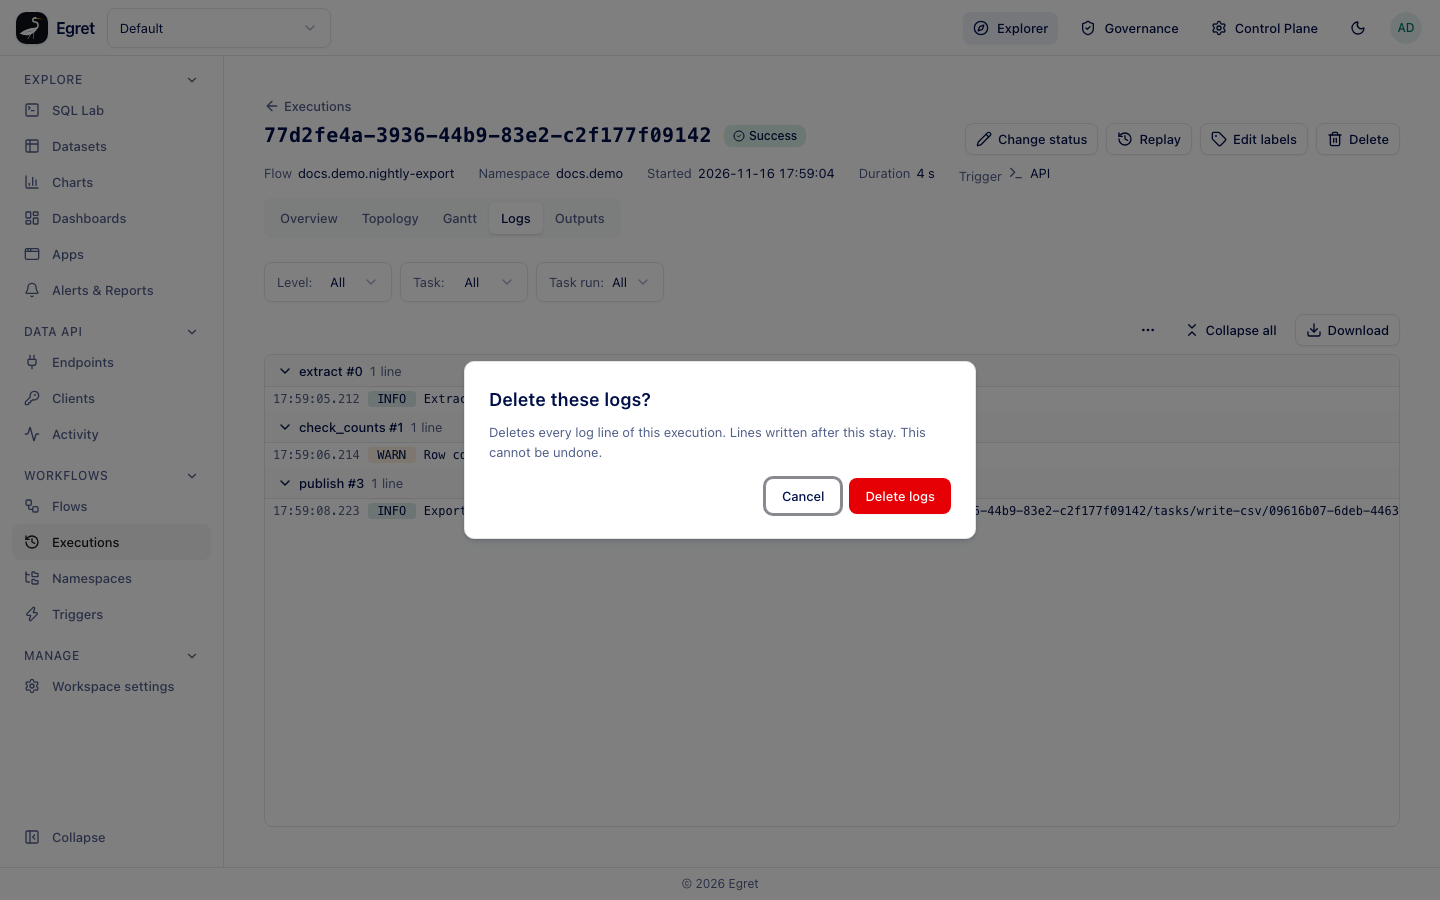 Egret
Default
Explorer
Governance
Control Plane
AD
EXPLORE
SQL Lab
Datasets
Charts
Dashboards
Apps
Alerts & Reports
DATA API
Endpoints
Clients
Activity
WORKFLOWS
Flows
Executions
Namespaces
Triggers
MANAGE
Workspace settings
Collapse
Executions
77d2fe4a-3936-44b9-83e2-c2f177f09142
Success
Change status
Replay
Edit labels
Delete
Flow docs.demo.nightly-export Namespace docs.demo Started 2026-11-16 17:59:04 Duration 4 s Trigger API
Overview Topology Gantt Logs Outputs
Level: All Task: All Task run: All
Collapse all
Download
extract #0 1 line
17:59:05.212 INFO Extrac
check_counts #1 1 line
17:59:06.214 WARN Row co
publish #3 1 line
17:59:08.223 INFO Export 6-44b9-83e2-c2f177f09142/tasks/write-csv/09616b07-6deb-4463
Delete these logs?
Deletes every log line of this execution. Lines written after this stay. This
cannot be undone.
Cancel
Delete logs
© 2026 Egret